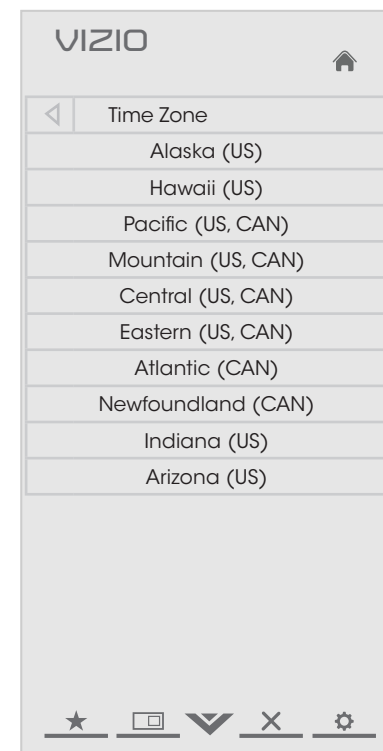 VIZIO
Time Zone
Alaska (US)
Hawaii (US)
Pacific (US, CAN)
Mountain (US, CAN)
Central (US, CAN)
Eastern (US, CAN)
Atlantic (CAN)
Newfoundland (CAN)
Indiana (US)
Arizona (US)